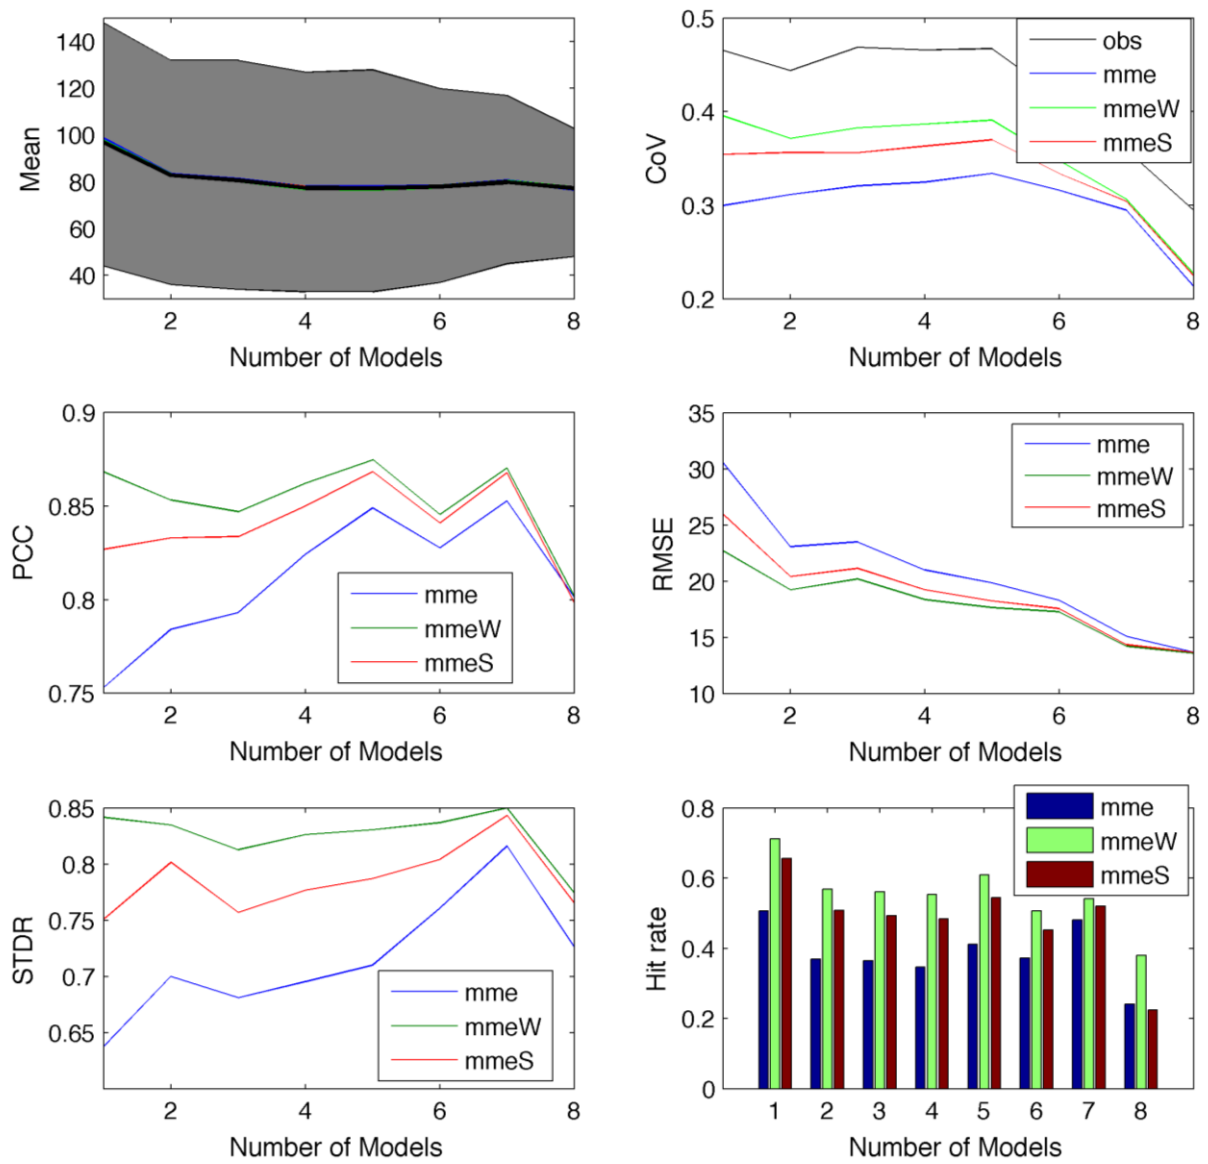 Mean
140
120
100
80
60
40
2 4 6 8
Number of Models
CoV
0.5
0.4
0.3
0.2
obs
mme
mmeW
mmeS
2 4 6 8
Number of Models
PCC
0.9
0.85
0.8
0.75
mme
mmeW
mmeS
2 4 6 8
Number of Models
RMSE
35
30
25
20
15
10
mme
mmeW
mmeS
2 4 6 8
Number of Models
STDR
0.85
0.8
0.75
0.7
0.65
mme
mmeW
mmeS
2 4 6 8
Number of Models
Hit rate
0.8
0.6
0.4
0.2
0
mme
mmeW
mmeS
1 2 3 4 5 6 7 8
Number of Models